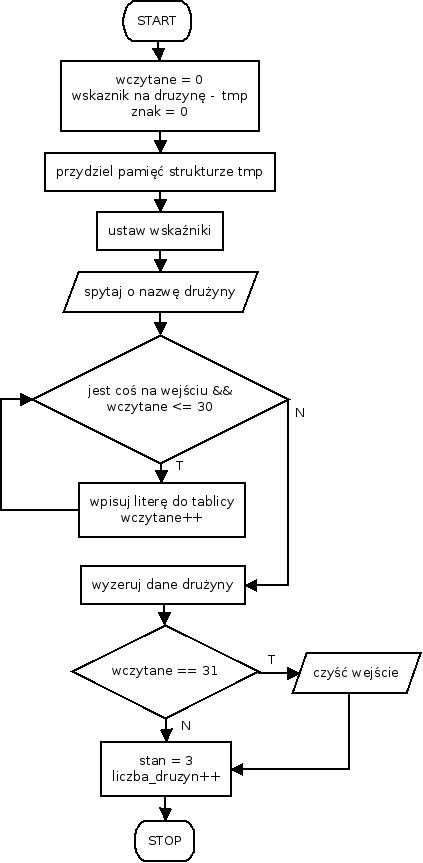 START
wczytane = 0
wskaznik na druzynę - tmp
znak = 0
przydziel pamięć strukturze tmp
ustaw wskaźniki
spytaj o nazwę drużyny
jest coś na wejściu &&
wczytane <= 30
N
T
wpisuj literę do tablicy
wczytane++
wyzeruj dane drużyny
wczytane == 31
T
czyść wejście
N
stan = 3
liczba_druzyn++
STOP